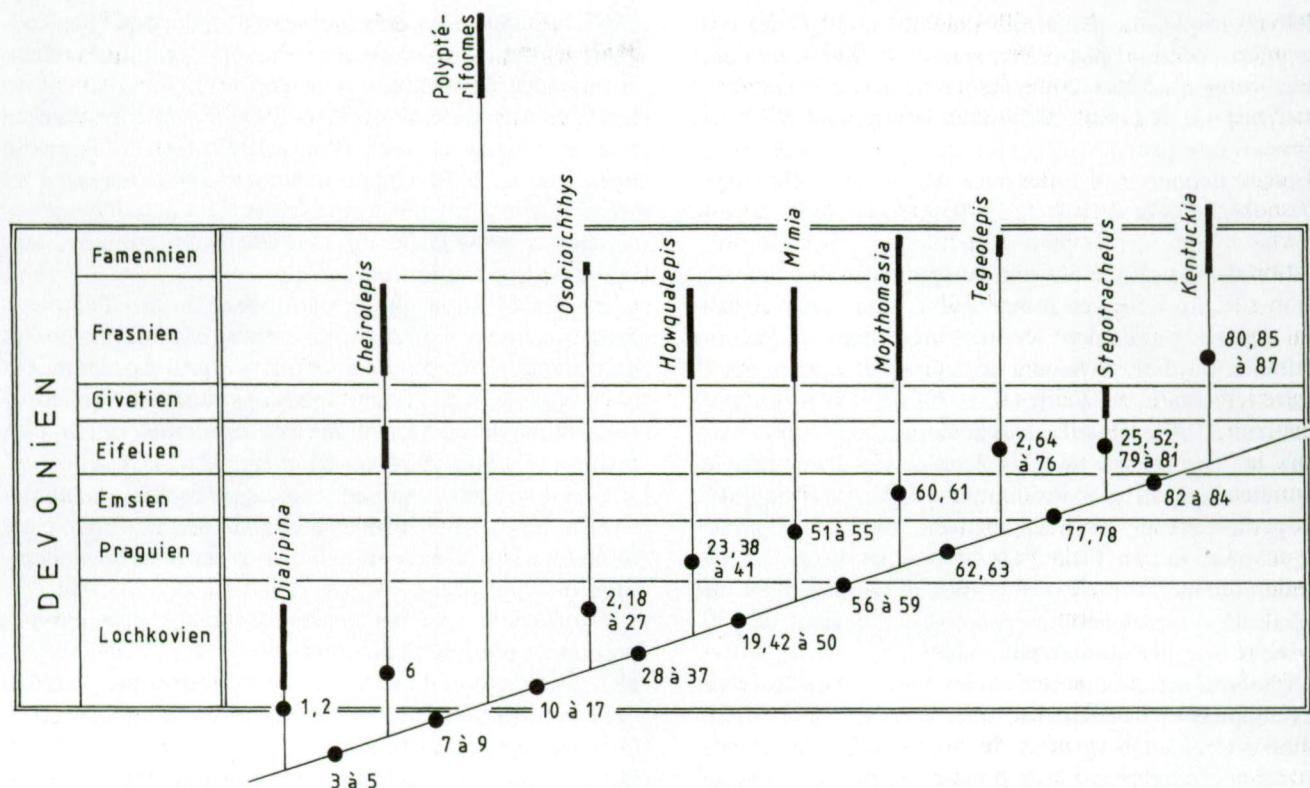 Polypté-
riformes
DEVONIEN
Famennien
Frasnien
Givetien
Eifelien
Emsien
Praguien
Lochkovien
Dialipina
Cheirolepis
Osorioichthys
Howqualepis
Mimia
Moythomasia
Tegeolepis
Stegotrachelus
Kentuckia
1, 2
3 à 5
6
7 à 9
10 à 17
2, 18
à 27
28 à 37
23, 38
à 41
19, 42 à 50
51 à 55
56 à 59
60, 61
62, 63
41, 64
à 76
77, 78
25, 52,
79 à 81
82 à 84
80, 85
à 87